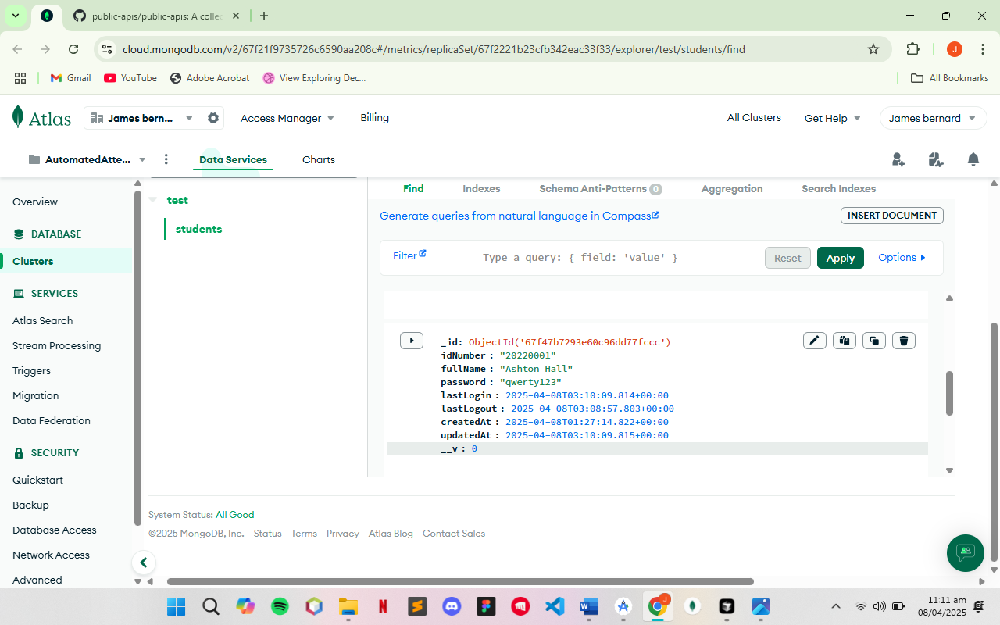 public-apis/public-apis: A collec
cloud.mongodb.com/v2/67f21f9735726c6590aa208c#/metrics/replicaSet/67f2221b23cfb342eac33f33/explorer/test/students/find
J
Gmail
YouTube
Adobe Acrobat
View Exploring Dec...
All Bookmarks
Atlas
James bern...
Access Manager
Billing
All Clusters
Get Help
James bernard
AutomatedAtte...
Data Services
Charts
Overview
DATABASE
Clusters
SERVICES
Atlas Search
Stream Processing
Triggers
Migration
Data Federation
SECURITY
Quickstart
Backup
Database Access
Network Access
Advanced
test
students
Find
Indexes
Schema Anti-Patterns 0
Aggregation
Search Indexes
Generate queries from natural language in Compass
INSERT DOCUMENT
Filter
Type a query: { field: 'value' }
Reset
Apply
Options
_id: ObjectId('67f47b7293e60c96dd77fccc')
idNumber : "20220001"
fullName : "Ashton Hall"
password : "qwerty123"
lastLogin : 2025-04-08T03:10:09.814+00:00
lastLogout : 2025-04-08T03:08:57.803+00:00
createdAt : 2025-04-08T01:27:14.822+00:00
updatedAt : 2025-04-08T03:10:09.815+00:00
__v : 0
System Status: All Good
©2025 MongoDB, Inc.
Status
Terms
Privacy
Atlas Blog
Contact Sales
11:11 am
08/04/2025